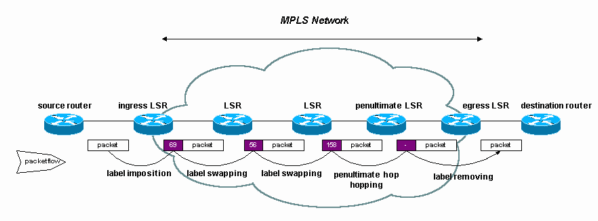 MPLS Network
source router
ingress LSR
LSR
LSR
penultimate LSR
egress LSR
destination router
packet
69 packet
56 packet
158 packet
- packet
packet
packetflow
label imposition
label swapping
label swapping
penultimate hop
hopping
label removing